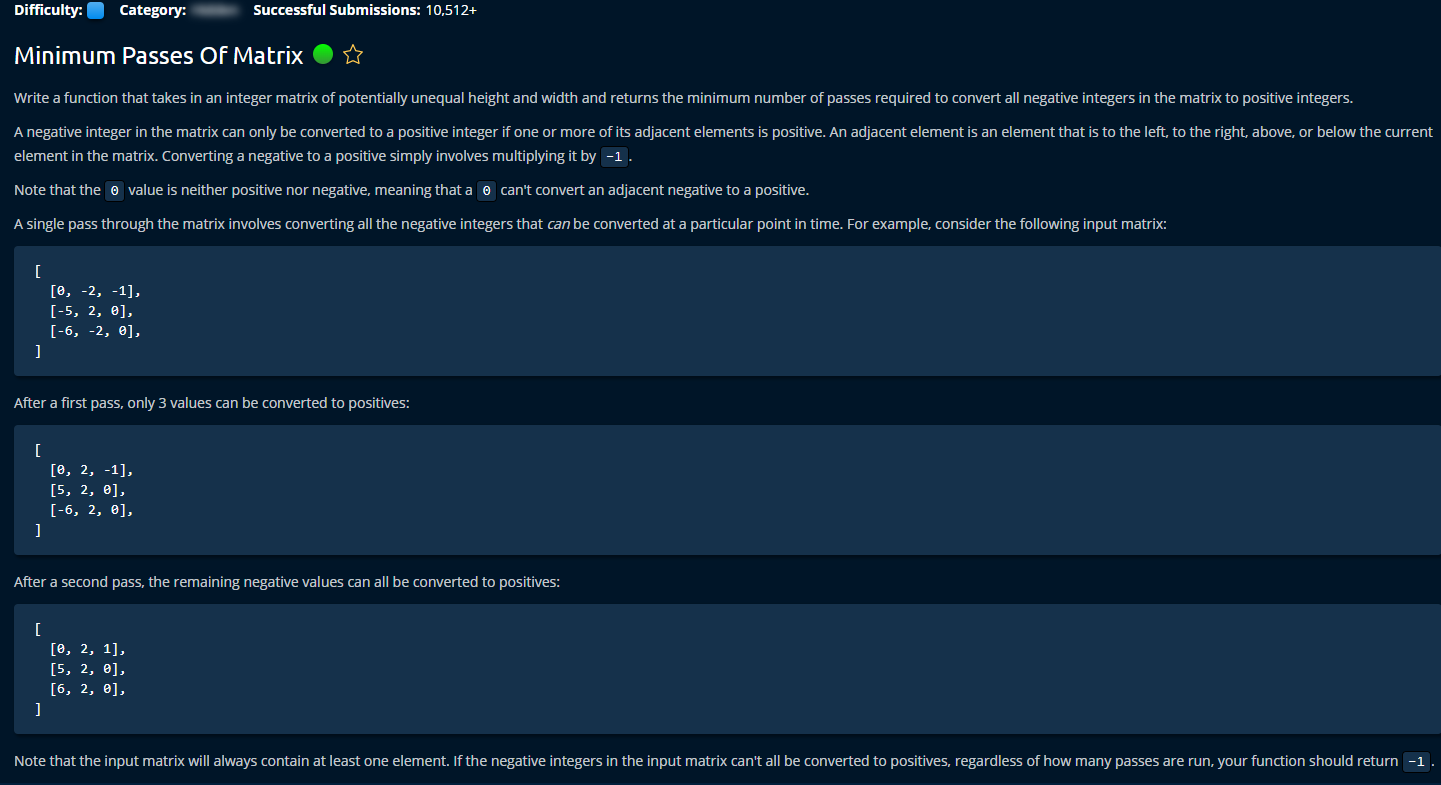 Difficulty: Category: Successful Submissions: 10,512+
Minimum Passes Of Matrix
Write a function that takes in an integer matrix of potentially unequal height and width and returns the minimum number of passes required to convert all negative integers in the matrix to positive integers.
A negative integer in the matrix can only be converted to a positive integer if one or more of its adjacent elements is positive. An adjacent element is an element that is to the left, to the right, above, or below the current
element in the matrix. Converting a negative to a positive simply involves multiplying it by -1 .
Note that the 0 value is neither positive nor negative, meaning that a 0 can't convert an adjacent negative to a positive.
A single pass through the matrix involves converting all the negative integers that can be converted at a particular point in time. For example, consider the following input matrix:
[
[0, -2, -1],
[-5, 2, 0],
[-6, -2, 0],
]
After a first pass, only 3 values can be converted to positives:
[
[0, 2, -1],
[5, 2, 0],
[-6, 2, 0],
]
After a second pass, the remaining negative values can all be converted to positives:
[
[0, 2, 1],
[5, 2, 0],
[6, 2, 0],
]
Note that the input matrix will always contain at least one element. If the negative integers in the input matrix can't all be converted to positives, regardless of how many passes are run, your function should return -1 .